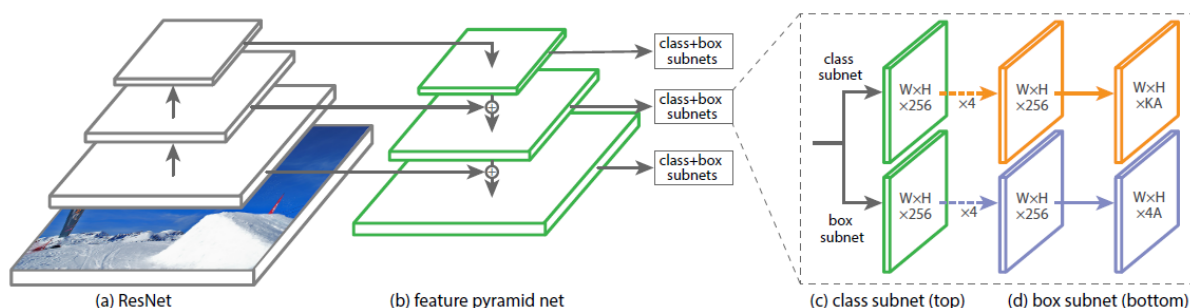 class+box
subnets
class+box
subnets
class+box
subnets
class
subnet
box
subnet
W×H
×256
×4
W×H
×256
W×H
×KA
W×H
×256
×4
W×H
×256
W×H
×4A
(a) ResNet
(b) feature pyramid net
(c) class subnet (top)
(d) box subnet (bottom)